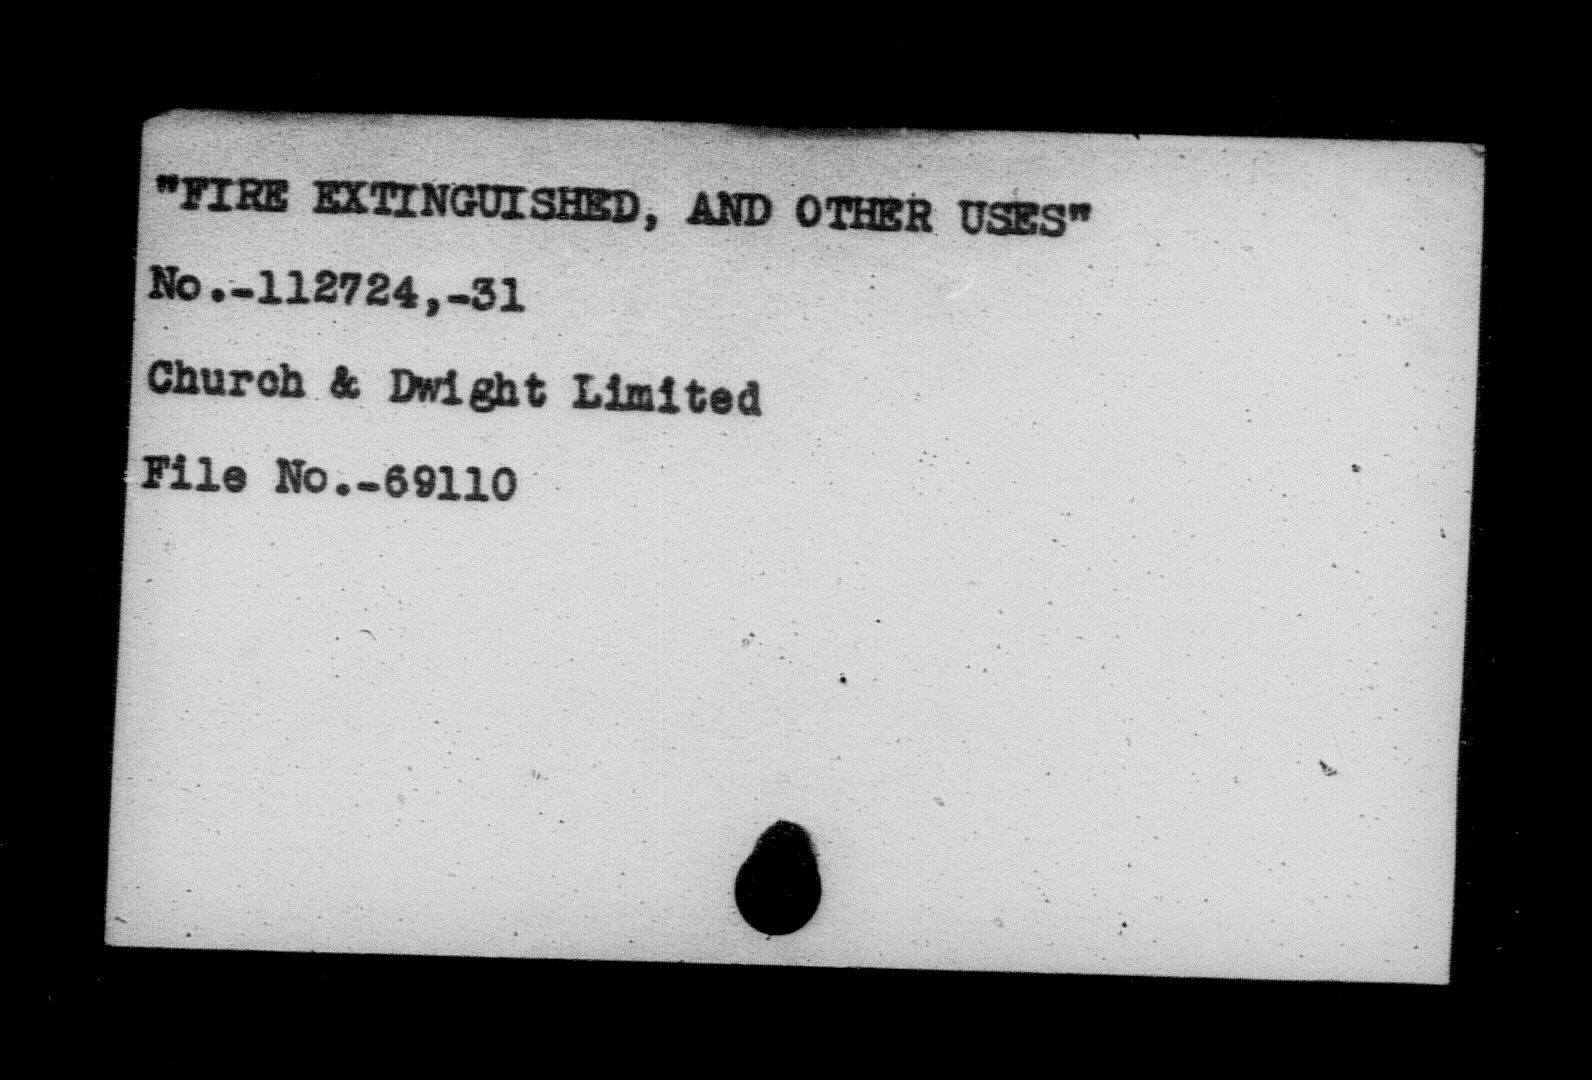 "FIRE EXTINGUISHED, AND OTHER USES"
No.-112724,-31
Church & Dwight Limited
File No.-69110